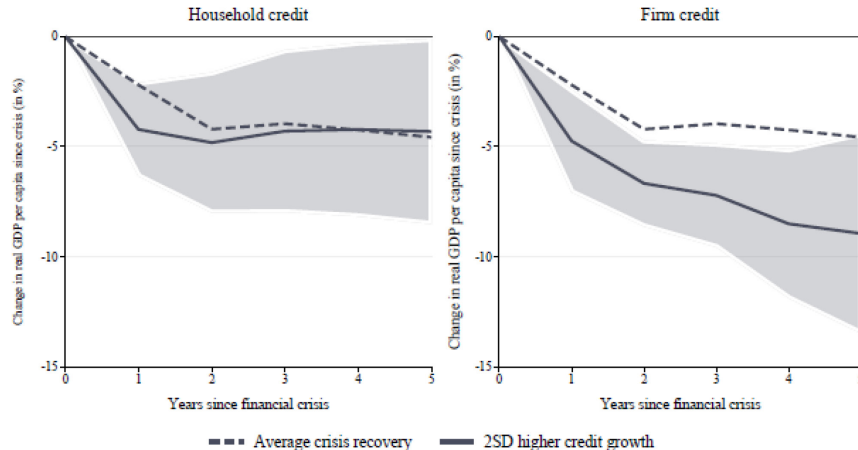 Household credit
Change in real GDP per capita since crisis (in %)
0
-5
-10
-15
0 1 2 3 4 5
Years since financial crisis
Firm credit
Change in real GDP per capita since crisis (in %)
0
-5
-10
-15
0 1 2 3 4
Years since financial crisis
Average crisis recovery 2SD higher credit growth